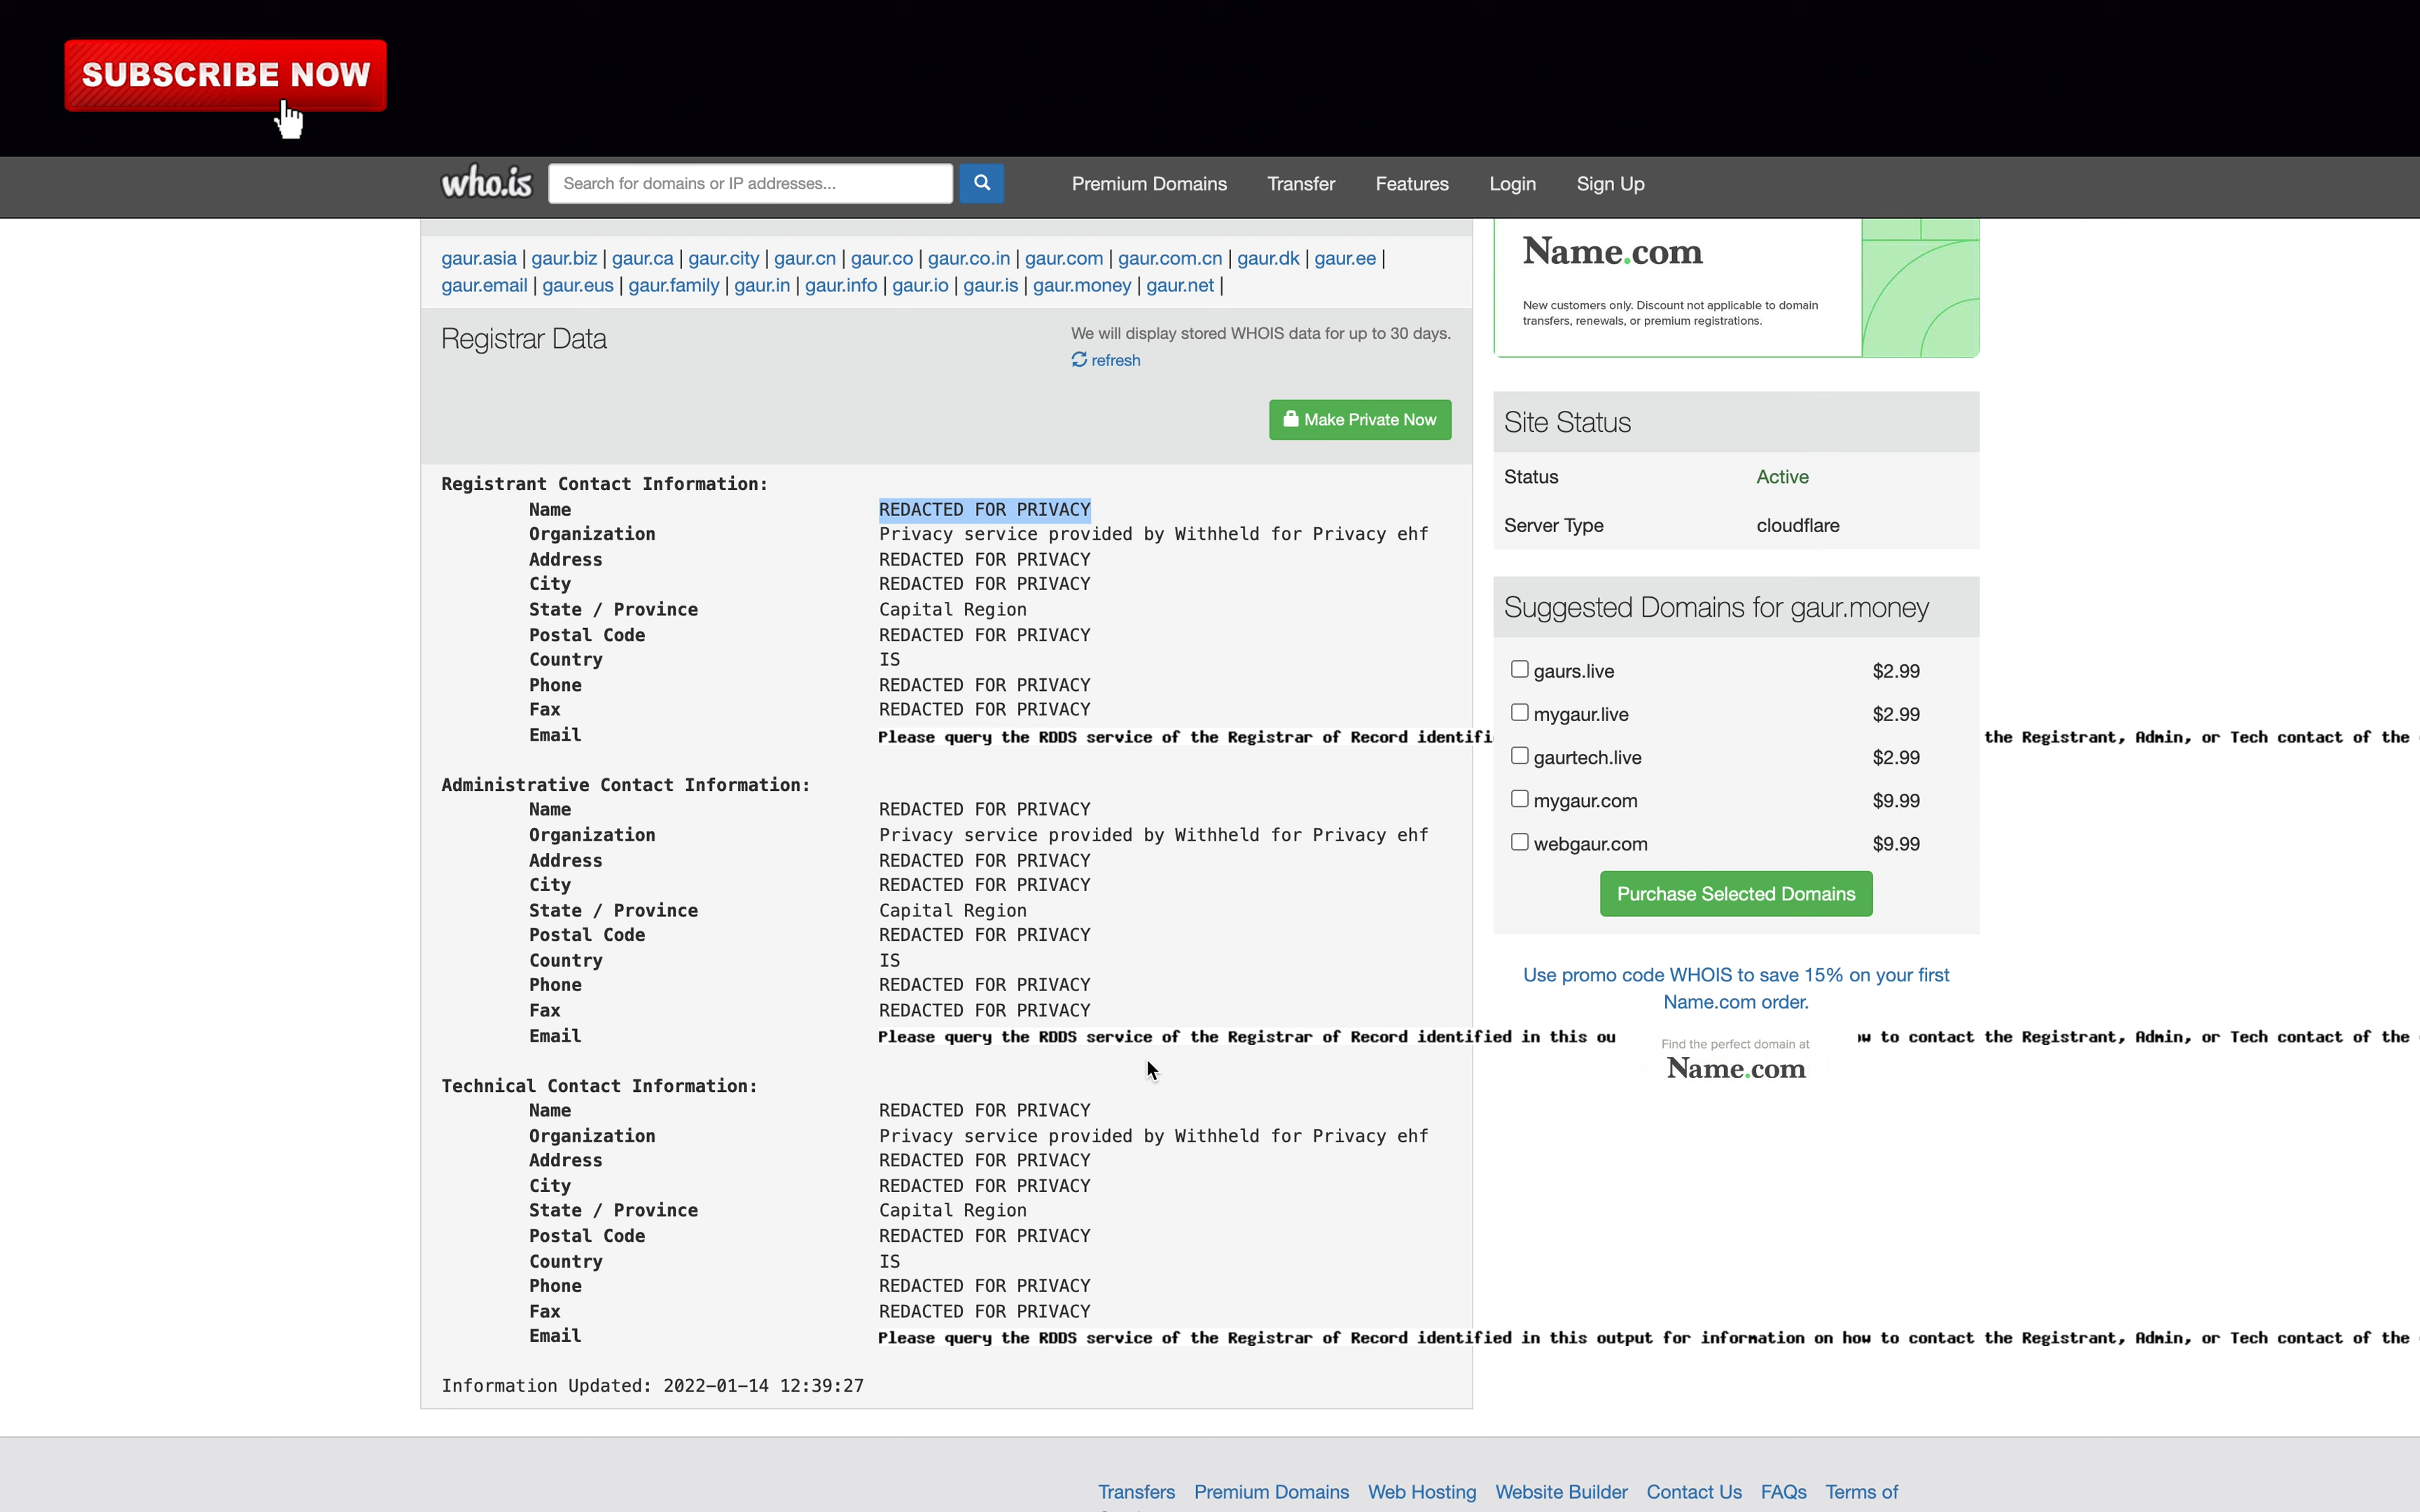 SUBSCRIBE NOW
who.is
Search for domains or IP addresses...
Premium Domains Transfer Features Login Sign Up
gaur.asia | gaur.biz | gaur.ca | gaur.city | gaur.cn | gaur.co | gaur.co.in | gaur.com | gaur.com.cn | gaur.dk | gaur.ee |
gaur.email | gaur.eus | gaur.family | gaur.in | gaur.info | gaur.io | gaur.is | gaur.money | gaur.net |
Registrar Data
We will display stored WHOIS data for up to 30 days.
refresh
Make Private Now
Registrant Contact Information:
Name REDACTED FOR PRIVACY
Organization Privacy service provided by Withheld for Privacy ehf
Address REDACTED FOR PRIVACY
City REDACTED FOR PRIVACY
State / Province Capital Region
Postal Code REDACTED FOR PRIVACY
Country IS
Phone REDACTED FOR PRIVACY
Fax REDACTED FOR PRIVACY
Email Please query the RDDS service of the Registrar of Record identifi the Registrant, Admin, or Tech contact of the
Administrative Contact Information:
Name REDACTED FOR PRIVACY
Organization Privacy service provided by Withheld for Privacy ehf
Address REDACTED FOR PRIVACY
City REDACTED FOR PRIVACY
State / Province Capital Region
Postal Code REDACTED FOR PRIVACY
Country IS
Phone REDACTED FOR PRIVACY
Fax REDACTED FOR PRIVACY
Email Please query the RDDS service of the Registrar of Record identified in this ou w to contact the Registrant, Admin, or Tech contact of the
Technical Contact Information:
Name REDACTED FOR PRIVACY
Organization Privacy service provided by Withheld for Privacy ehf
Address REDACTED FOR PRIVACY
City REDACTED FOR PRIVACY
State / Province Capital Region
Postal Code REDACTED FOR PRIVACY
Country IS
Phone REDACTED FOR PRIVACY
Fax REDACTED FOR PRIVACY
Email Please query the RDDS service of the Registrar of Record identified in this output for information on how to contact the Registrant, Admin, or Tech contact of the
Information Updated: 2022-01-14 12:39:27
Name.com
New customers only. Discount not applicable to domain
transfers, renewals, or premium registrations.
Site Status
Status Active
Server Type cloudflare
Suggested Domains for gaur.money
gaurs.live $2.99
mygaur.live $2.99
gaurtech.live $2.99
mygaur.com $9.99
webgaur.com $9.99
Purchase Selected Domains
Use promo code WHOIS to save 15% on your first
Name.com order.
Find the perfect domain at
Name.com
Transfers Premium Domains Web Hosting Website Builder Contact Us FAQs Terms of